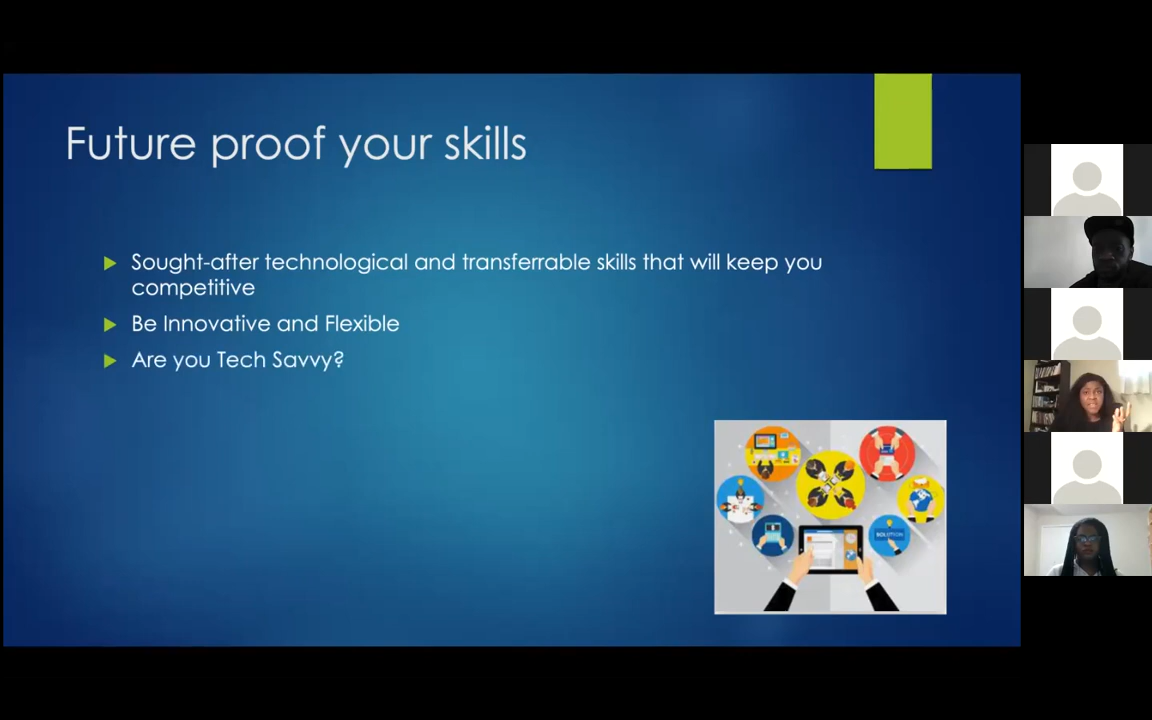 Future proof your skills
Sought-after technological and transferrable skills that will keep you
competitive
Be Innovative and Flexible
Are you Tech Savvy?
SOLUTION